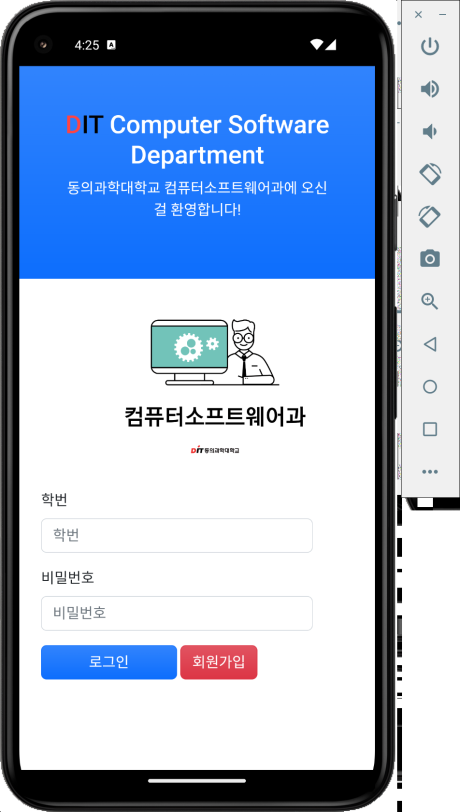 4:25
DIT Computer Software
Department
동의과학대학교 컴퓨터소프트웨어과에 오신
걸 환영합니다!
컴퓨터소프트웨어과
DIT 동의과학대학교
학번
학번
비밀번호
비밀번호
로그인 회원가입